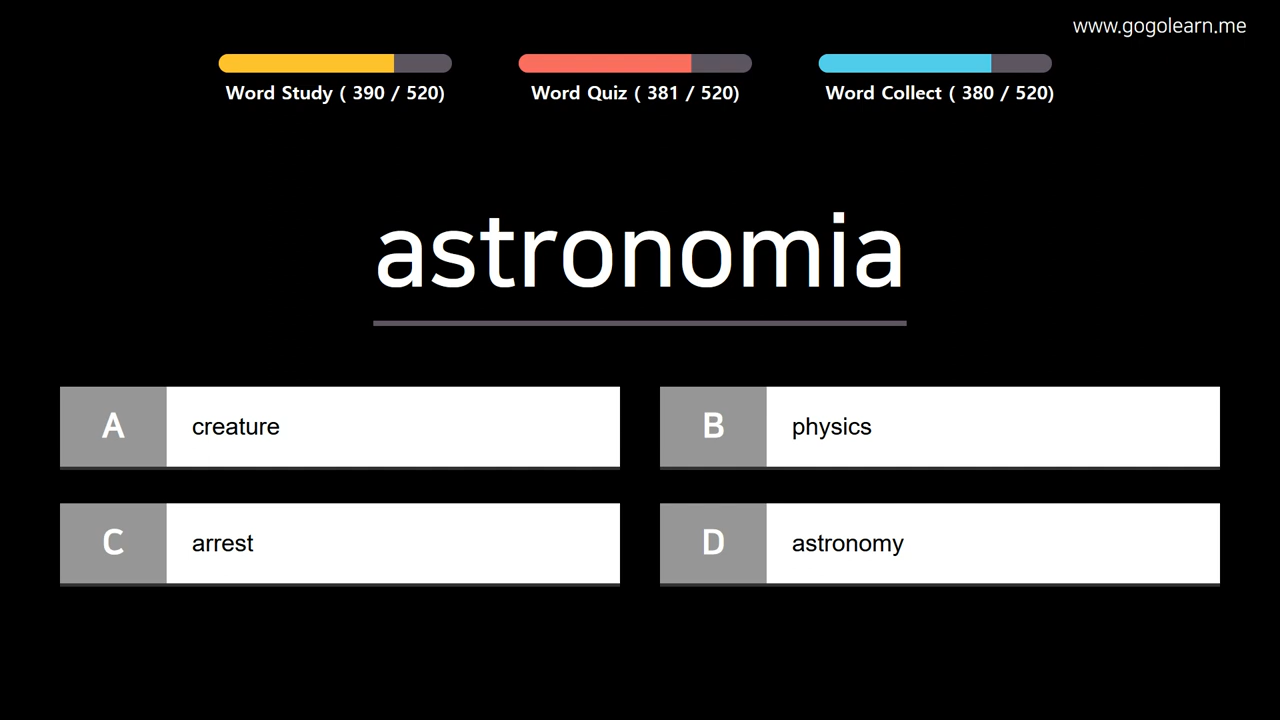 www.gogolearn.me
Word Study ( 390 / 520)
Word Quiz ( 381 / 520)
Word Collect ( 380 / 520)
astronomia
A creature
B physics
C arrest
D astronomy